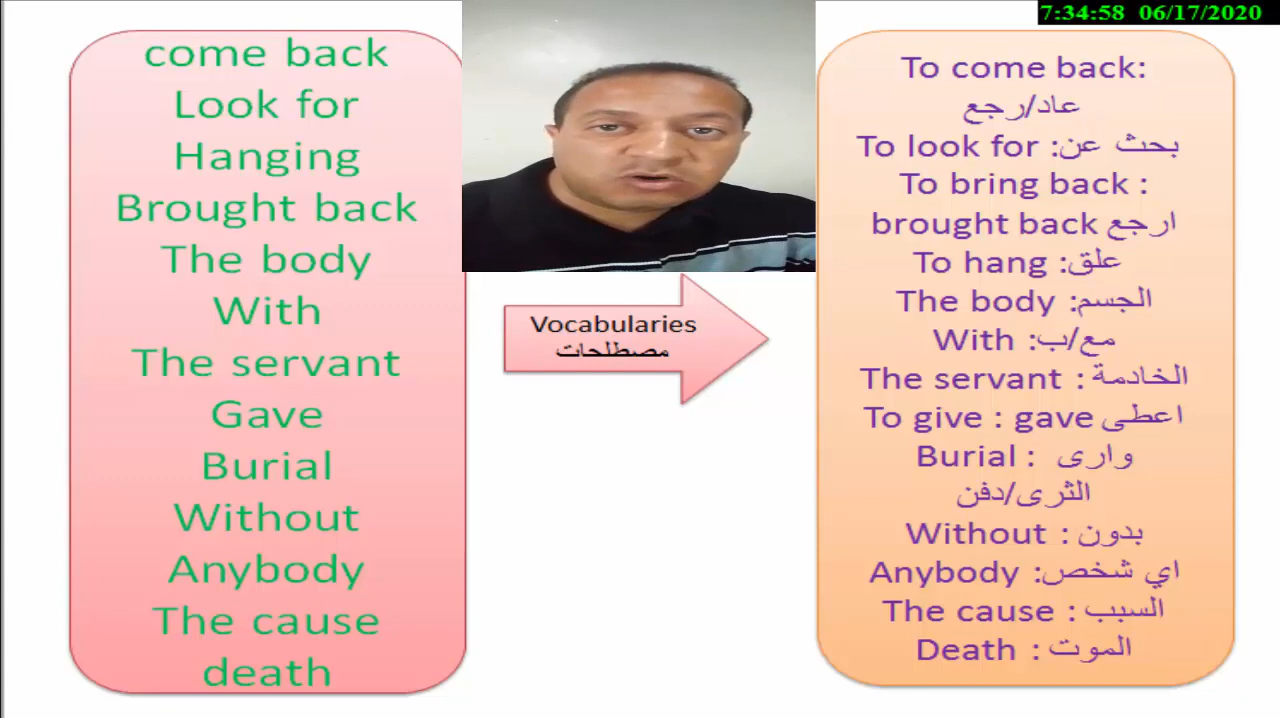 7:34:58 06/17/2020
come back
Look for
Hanging
Brought back
The body
With
The servant
Gave
Burial
Without
Anybody
The cause
death
Vocabularies
مصطلحات
To come back:
عاد/رجع
To look for :بحث عن
To bring back :
brought back ارجع
To hang :علق
The body :الجسم
With :مع/ب
The servant : الخادمة
To give : gave اعطى
Burial : وارى
الثرى/دفن
Without : بدون
Anybody :اي شخص
The cause : السبب
Death : الموت